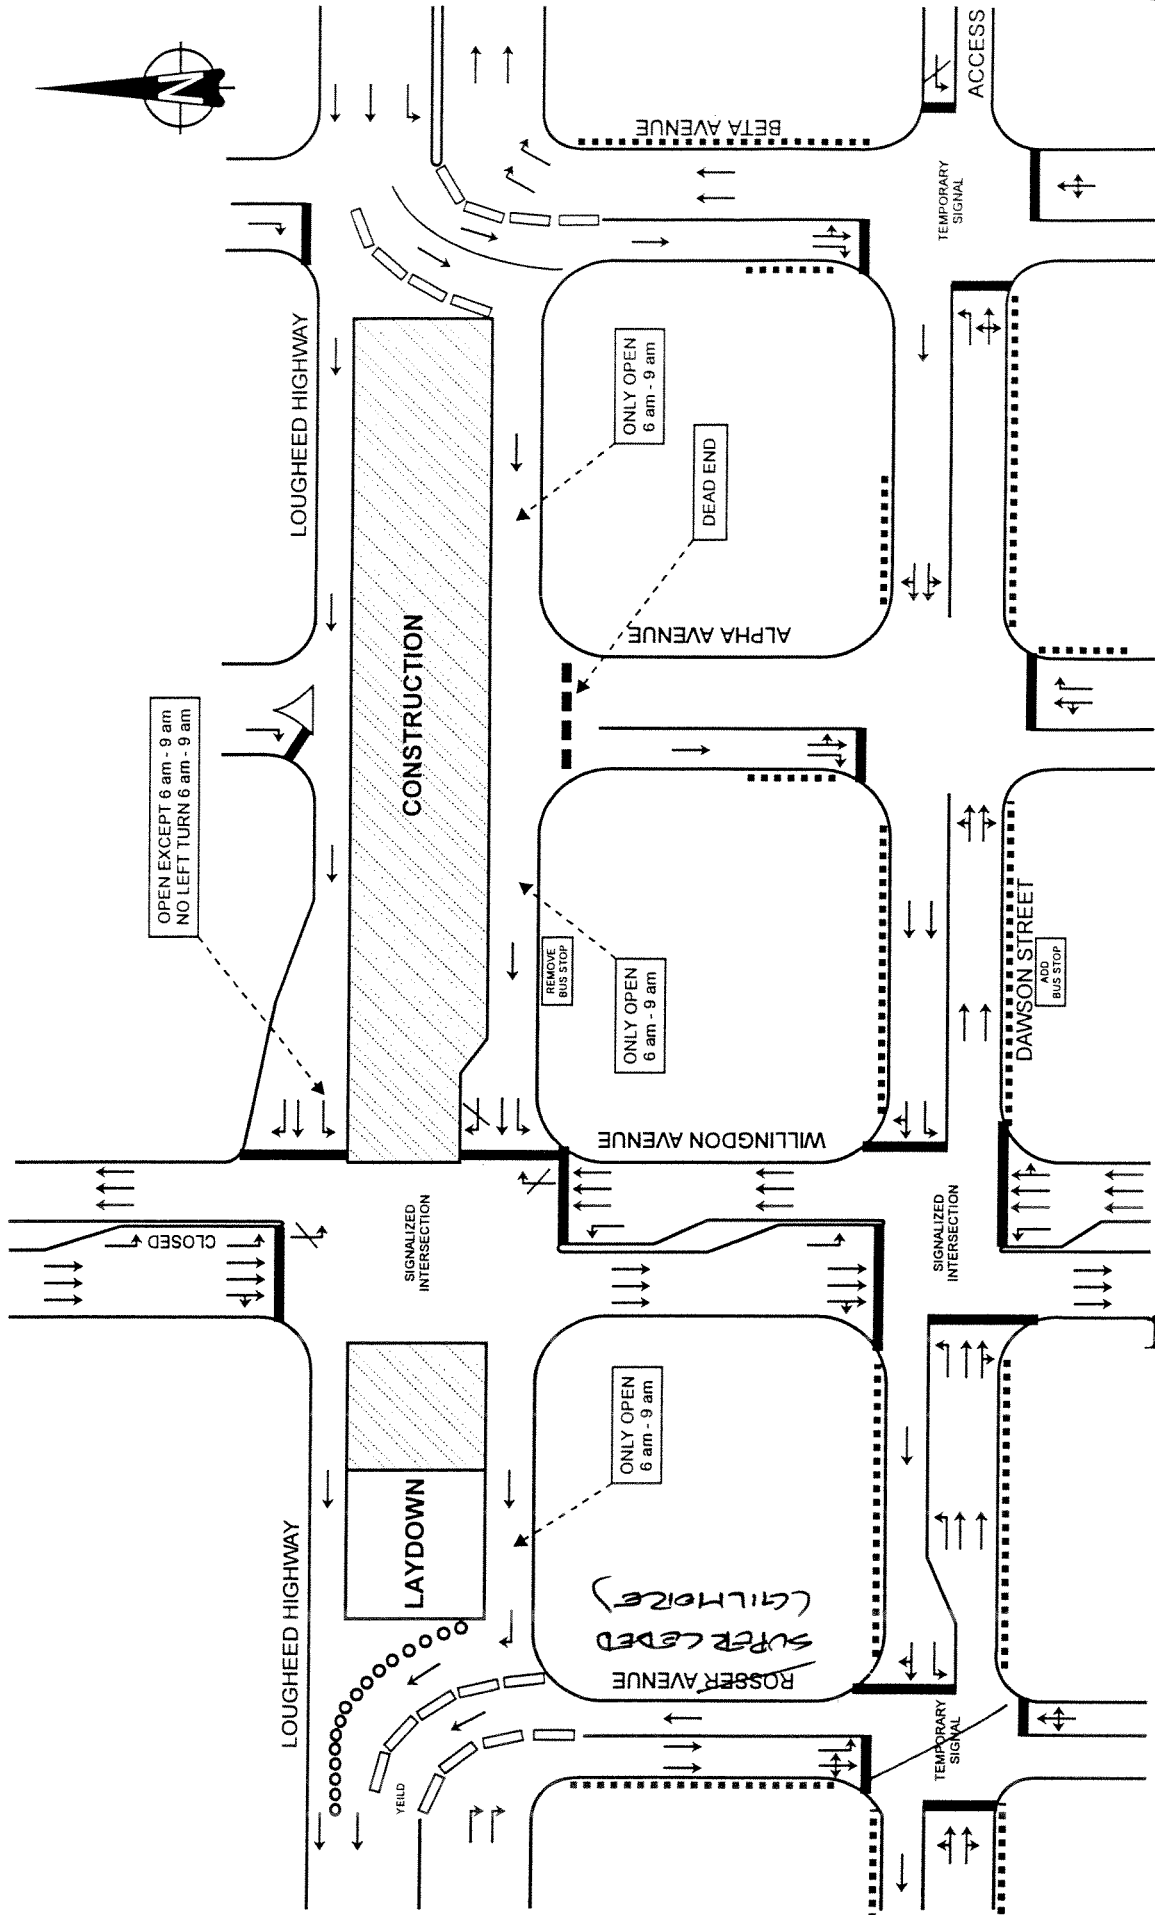 N
ACCESS
BETA AVENUE
TEMPORARY
SIGNAL
LOUGHEED HIGHWAY
ONLY OPEN
6 am - 9 am
DEAD END
ALPHA AVENUE
CONSTRUCTION
OPEN EXCEPT 6 am - 9 am
NO LEFT TURN 6 am - 9 am
REMOVE
BUS STOP
ONLY OPEN
6 am - 9 am
DAWSON STREET
ADD
BUS STOP
WILLINGDON AVENUE
CLOSED
SIGNALIZED
INTERSECTION
SIGNALIZED
INTERSECTION
ONLY OPEN
6 am - 9 am
LAYDOWN
LOUGHEED HIGHWAY
ROSSER AVENUE
SUPERCEDED
(GILMORE)
YEILD
TEMPORARY
SIGNAL